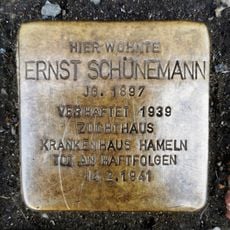 HIER WOHNTE
ERNST SCHÜNEMANN
JG. 1897
VERHAFTET 1939
ZUCHTHAUS
KRANKENHAUS HAMELN
TOT AN HAFTFOLGEN
14.2.1941